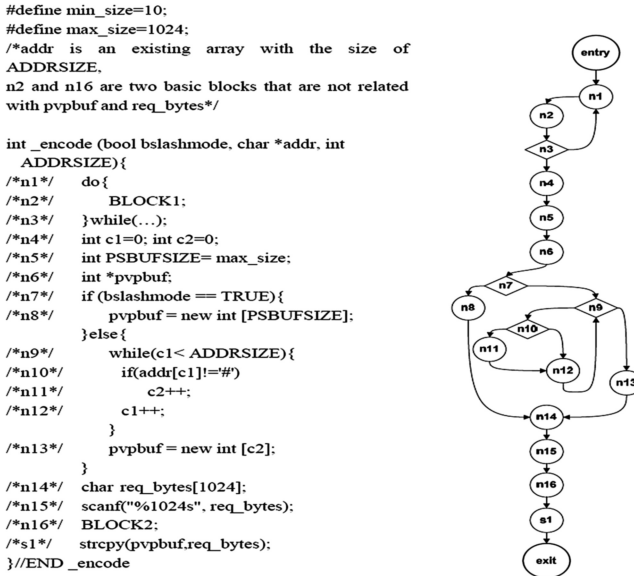 #define min_size=10;
#define max_size=1024;
/*addr is an existing array with the size of
ADDRSIZE,
n2 and n16 are two basic blocks that are not related
with pvpbuf and req_bytes*/
int _encode (bool bslashmode, char *addr, int
ADDRSIZE){
/*n1*/ do{
/*n2*/ BLOCK1;
/*n3*/ }while(...);
/*n4*/ int c1=0; int c2=0;
/*n5*/ int PSBUFSIZE= max_size;
/*n6*/ int *pvpbuf;
/*n7*/ if (bslashmode == TRUE){
/*n8*/ pvpbuf = new int [PSBUFSIZE];
}else{
/*n9*/ while(c1< ADDRSIZE){
/*n10*/ if(addr[c1]!='#')
/*n11*/ c2++;
/*n12*/ c1++;
}
/*n13*/ pvpbuf = new int [c2];
}
/*n14*/ char req_bytes[1024];
/*n15*/ scanf("%1024s", req_bytes);
/*n16*/ BLOCK2;
/*s1*/ strcpy(pvpbuf,req_bytes);
}//END _encode
entry
n1
n2
n3
n4
n5
n6
n7
n8
n9
n10
n11
n12
n13
n14
n15
n16
s1
exit